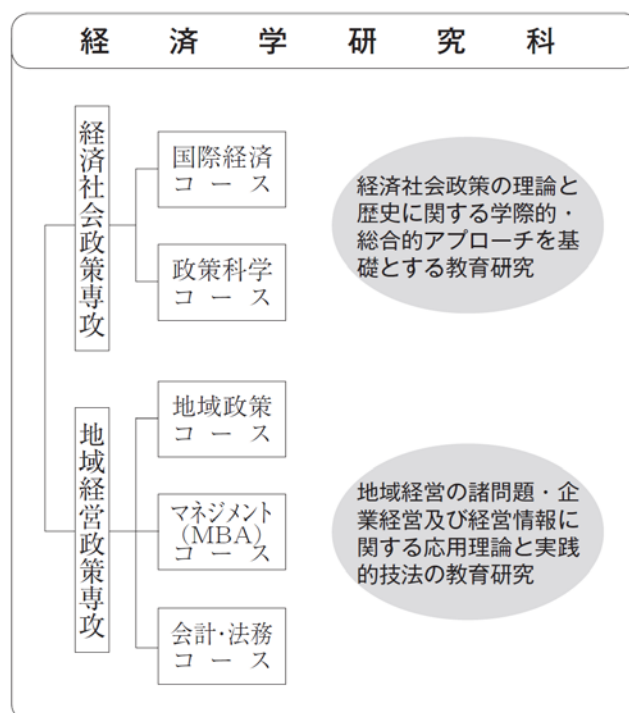 経済学研究科
経済社会政策専攻
国際経済
コース
政策科学
コース
経済社会政策の理論と
歴史に関する学際的・
総合的アプローチを基
礎とする教育研究
地域経営政策専攻
地域政策
コース
マネジメント
(MBA)
コース
会計・法務
コース
地域経営の諸問題・企
業経営及び経営情報に
関する応用理論と実践
的技法の教育研究